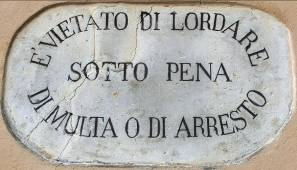 E' VIETATO DI LORDARE
SOTTO PENA
DI MULTA O DI ARRESTO